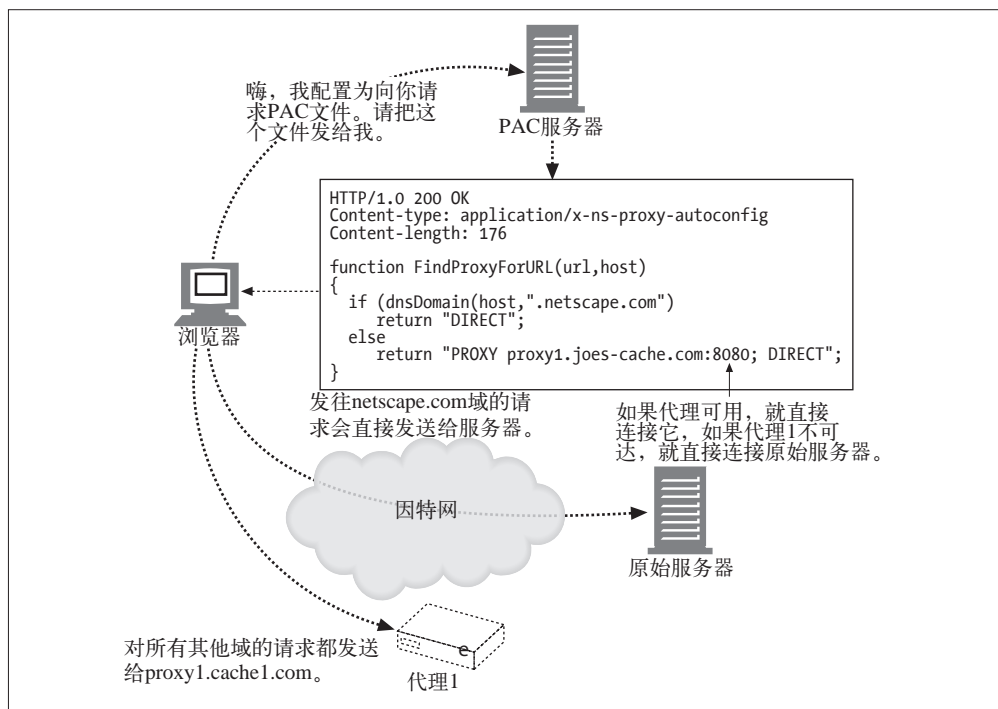 嗨，我配置为向你请
求PAC文件。请把这
个文件发给我。
PAC服务器
HTTP/1.0 200 OK
Content-type: application/x-ns-proxy-autoconfig
Content-length: 176
function FindProxyForURL(url,host)
{
if (dnsDomain(host,".netscape.com")
return "DIRECT";
else
return "PROXY proxy1.joes-cache.com:8080; DIRECT";
}
浏览器
发往netscape.com域的请
求会直接发送给服务器。
如果代理可用，就直接
连接它，如果代理1不可
达，就直接连接原始服务器。
因特网
原始服务器
对所有其他域的请求都发送
给proxy1.cache1.com。
e
代理1